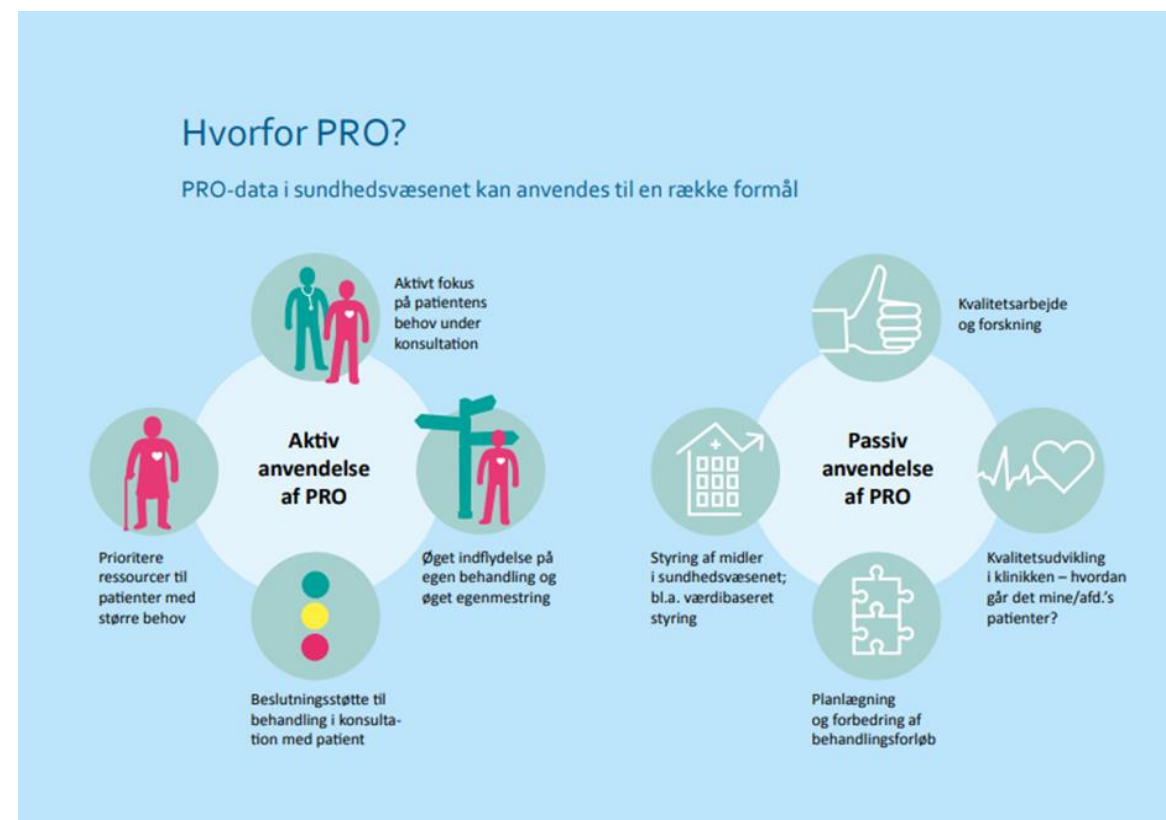 Hvorfor PRO?
PRO-data i sundhedsvæsenet kan anvendes til en række formål
Aktivt fokus
på patientens
behov under
konsultation
Aktiv
anvendelse
af PRO
Prioritere
ressourcer til
patienter med
større behov
Øget indflydelse på
egen behandling og
øget egenmestring
Beslutningsstøtte til
behandling i konsulta-
tion med patient
Kvalitetsarbejde
og forskning
Passiv
anvendelse
af PRO
Styring af midler
i sundhedsvæsenet;
bl.a. værdibaseret
styring
Kvalitetsudvikling
i klinikken – hvordan
går det mine/afd.'s
patienter?
Planlægning
og forbedring af
behandlingsforløb